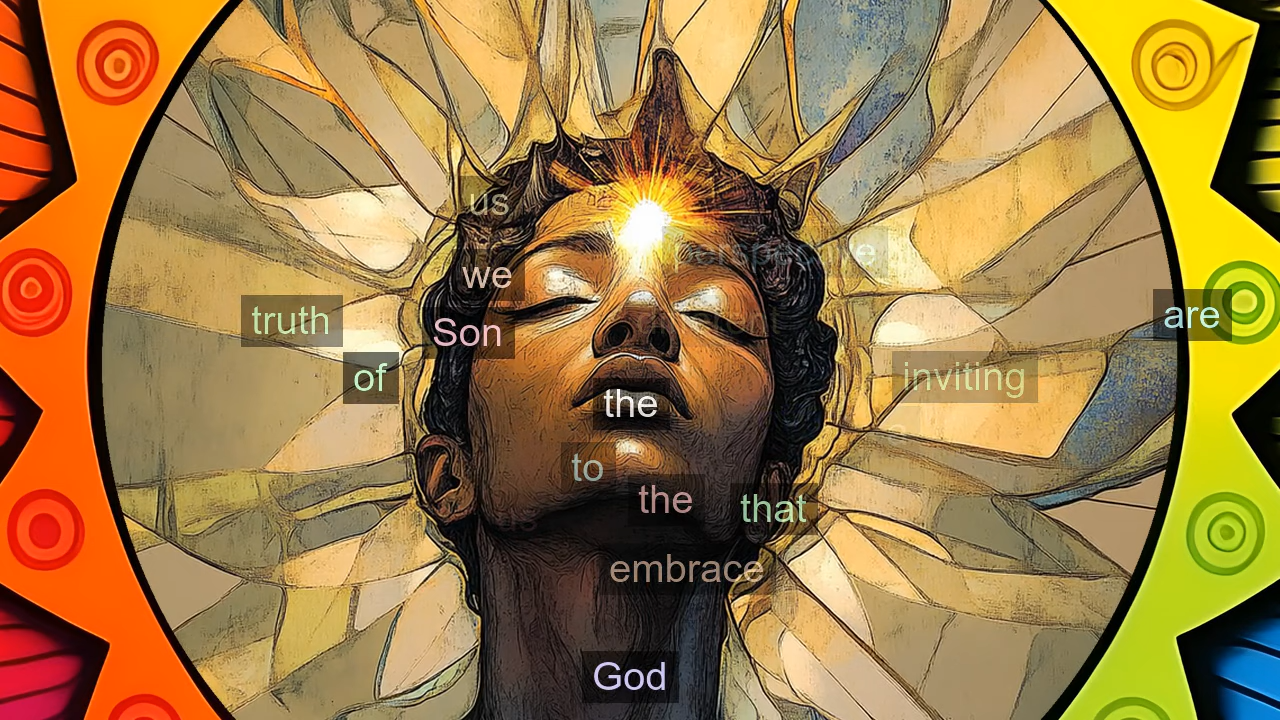 us
we
truth
are
Son
of
inviting
the
to
the
that
embrace
God